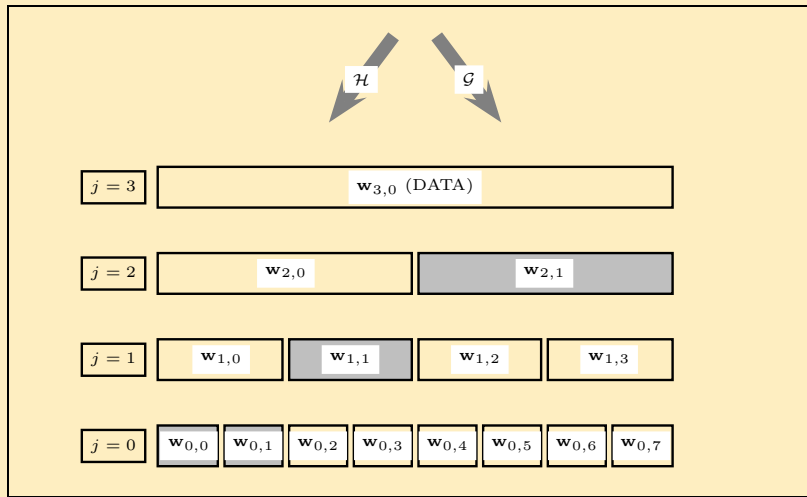 ℋ 𝒢
j = 3 w₃,₀ (DATA)
j = 2 w₂,₀ w₂,₁
j = 1 w₁,₀ w₁,₁ w₁,₂ w₁,₃
j = 0 w₀,₀ w₀,₁ w₀,₂ w₀,₃ w₀,₄ w₀,₅ w₀,₆ w₀,₇